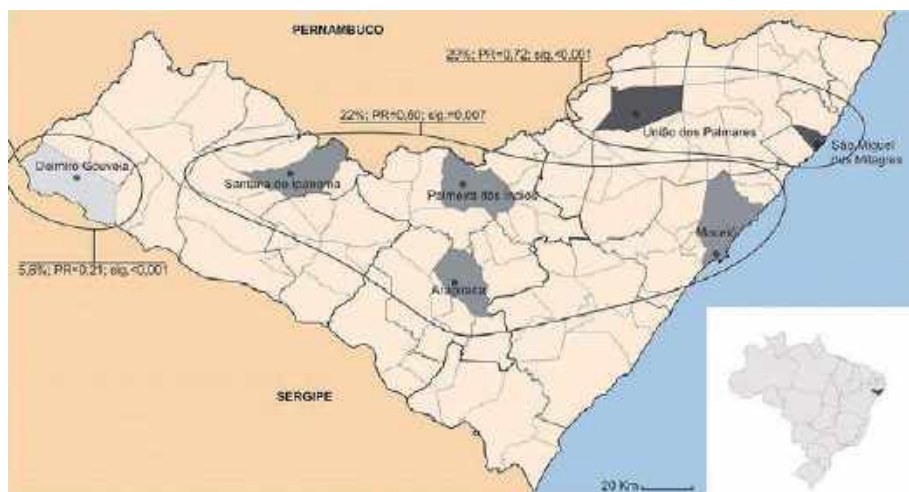 PERNAMBUCO
29%; PR=0,72; sig.<0,001
22%; PR=0,60; sig.=0,007
União dos Palmares
São Miguel
dos Milagres
Delmiro Gouveia
Santana do Ipanema
Palmeira dos Índios
Maceió
5,6%; PR=0,21; sig.<0,001
Arapiraca
SERGIPE
20 Km